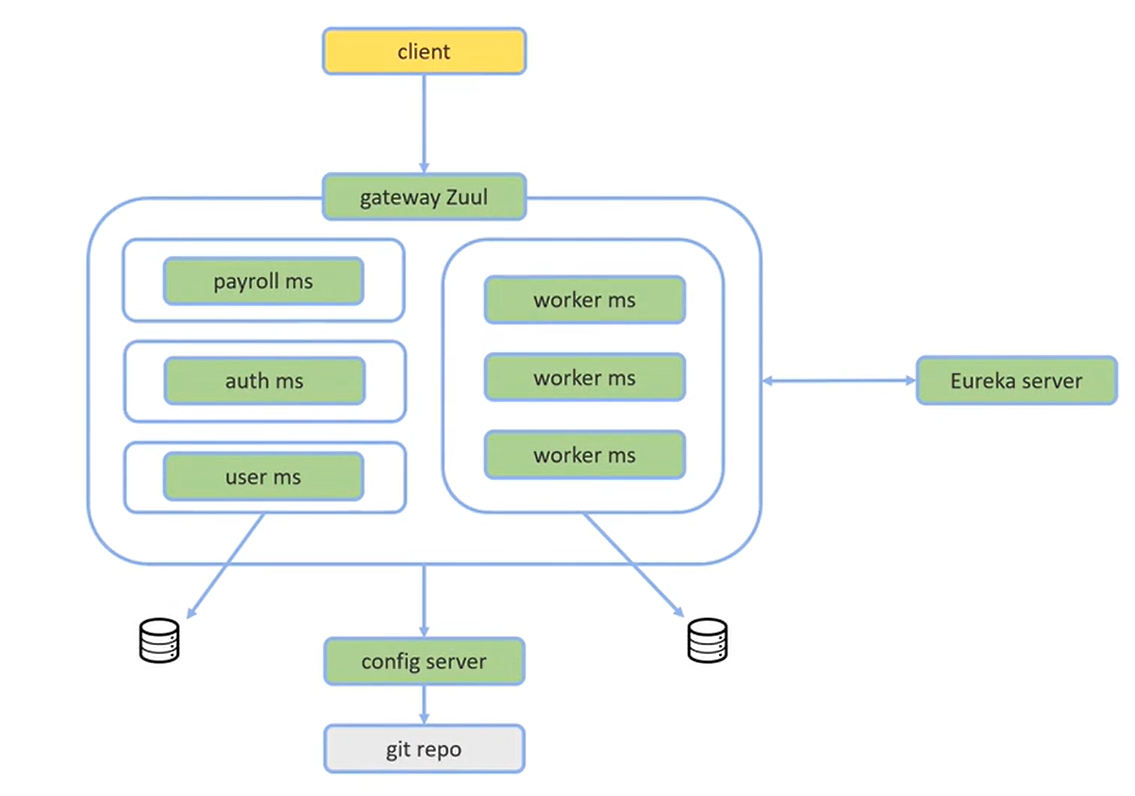 client
gateway Zuul
payroll ms
auth ms
user ms
worker ms
worker ms
worker ms
Eureka server
config server
git repo